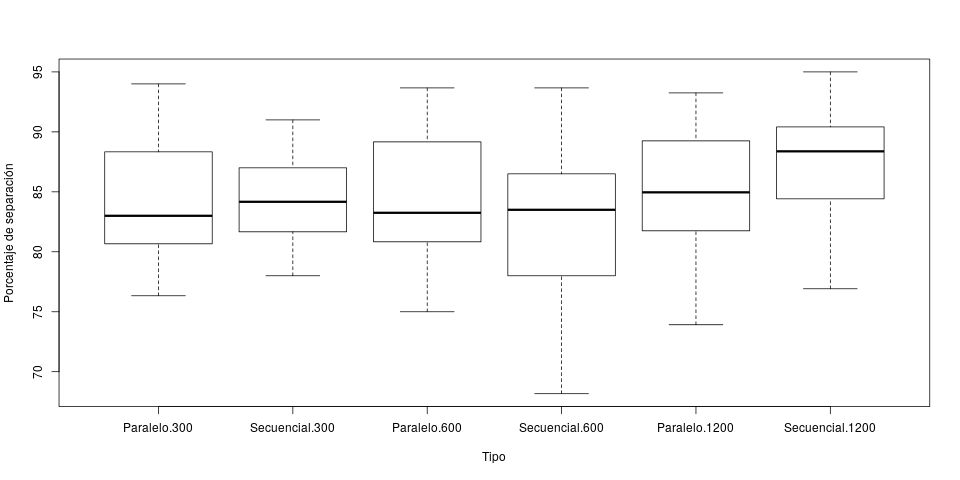 Porcentaje de separación
95
90
85
80
75
70
Paralelo.300 Secuencial.300 Paralelo.600 Secuencial.600 Paralelo.1200 Secuencial.1200
Tipo